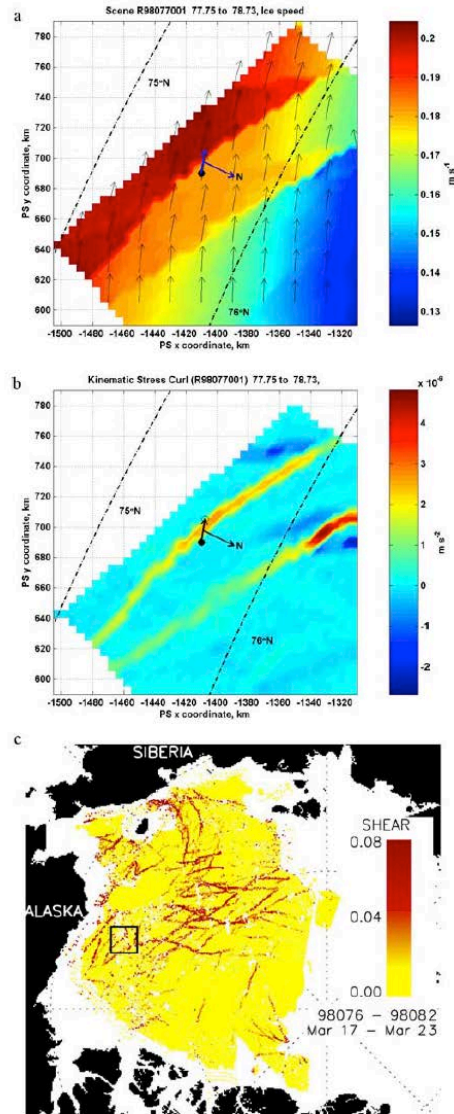 a
Scene R98077001 77.75 to 78.73, Ice speed
PS y coordinate, km
780
760
740
720
700
680
660
640
620
600
75°N
76°N
N
-1500 -1480 -1460 -1440 -1420 -1400 -1380 -1360 -1340 -1320
PS x coordinate, km
0.2
0.19
0.18
0.17
0.16
0.15
0.14
0.13
m s⁻¹
b
Kinematic Stress Curl (R98077001) 77.75 to 78.73,
PS y coordinate, km
780
760
740
720
700
680
660
640
620
600
75°N
76°N
N
-1500 -1480 -1460 -1440 -1420 -1400 -1380 -1360 -1340 -1320
PS x coordinate, km
x 10⁻⁶
4
3
2
1
0
-1
-2
m s⁻²
c
SIBERIA
ALASKA
SHEAR
0.08
0.04
0.00
98076 - 98082
Mar 17 - Mar 23